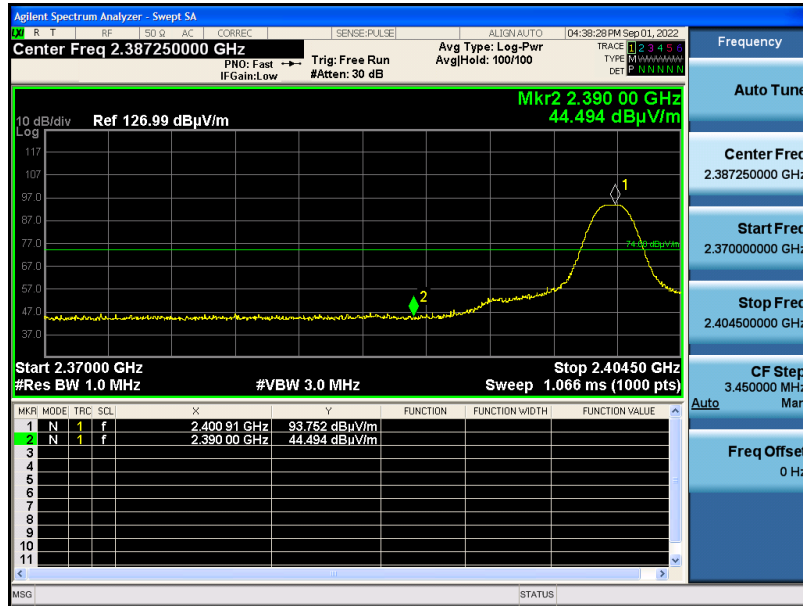 Agilent Spectrum Analyzer - Swept SA
LXI R T RF 50 Ω AC CORREC SENSE:PULSE ALIGN AUTO 04:38:28 PM Sep 01, 2022
Center Freq 2.387250000 GHz
PNO: Fast
IFGain:Low
Trig: Free Run
#Atten: 30 dB
Avg Type: Log-Pwr
Avg|Hold: 100/100
TRACE 1 2 3 4 5 6
TYPE M
DET P N N N N N
Mkr2 2.390 00 GHz
44.494 dBµV/m
10 dB/div Ref 126.99 dBµV/m
Log
117
107
97.0
87.0
77.0
67.0
57.0
47.0
37.0
1
2
74.00 dBµV/m
Start 2.37000 GHz Stop 2.40450 GHz
#Res BW 1.0 MHz #VBW 3.0 MHz Sweep 1.066 ms (1000 pts)
MKR MODE TRC SCL X Y FUNCTION FUNCTION WIDTH FUNCTION VALUE
1 N 1 f 2.400 91 GHz 93.752 dBµV/m
2 N 1 f 2.390 00 GHz 44.494 dBµV/m
3
4
5
6
7
8
9
10
11
MSG STATUS
Frequency
Auto Tune
Center Freq
2.387250000 GHz
Start Freq
2.370000000 GHz
Stop Freq
2.404500000 GHz
CF Step
3.450000 MHz
Auto Man
Freq Offset
0 Hz